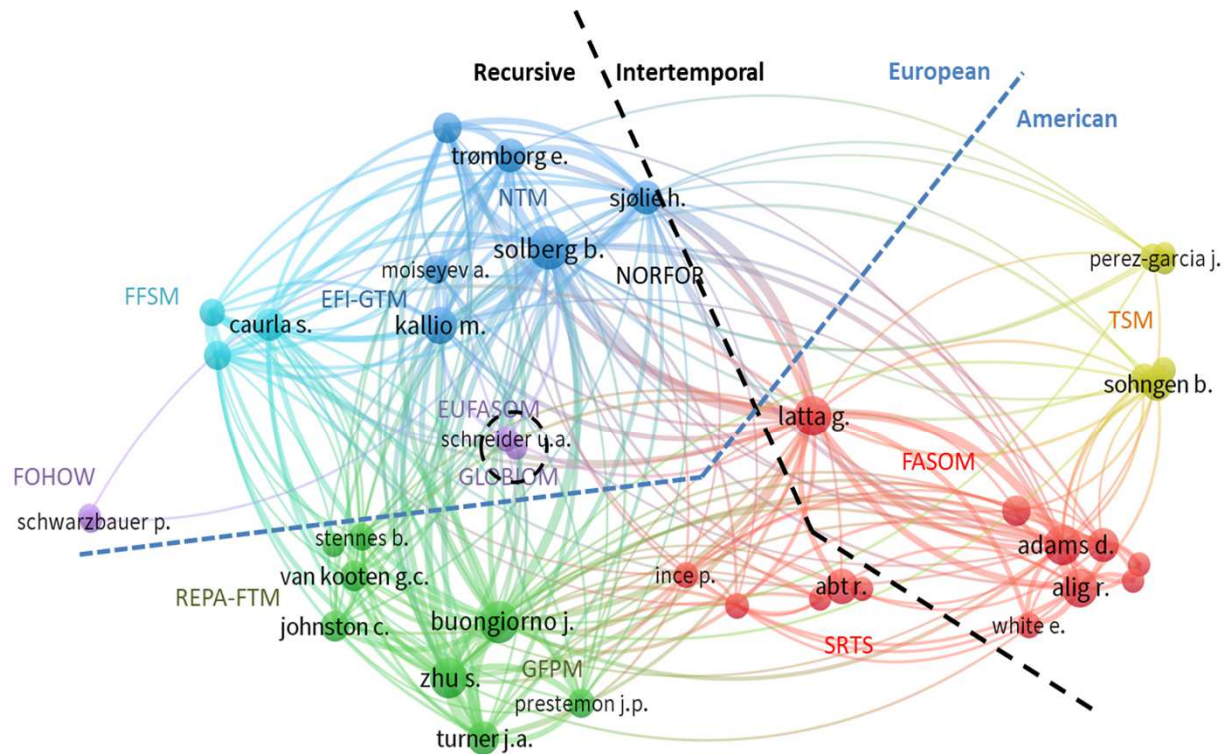 Recursive
Intertemporal
European
American
trømborg e.
NTM
sjølie h.
solberg b.
moiseyev a.
NORFOR
perez-garcia j.
FFSM
EFI-GTM
caurla s.
kallio m.
TSM
sohngen b.
EUFASOM
latta g.
schneider u.a.
FASOM
FOHOW
GLOBIOM
schwarzbauer p.
stennes b.
adams d.
van kooten g.c.
ince p.
abt r.
alig r.
REPA-FTM
johnston c.
buongiorno j.
white e.
SRTS
zhu s.
GFPM
prestemon j.p.
turner j.a.